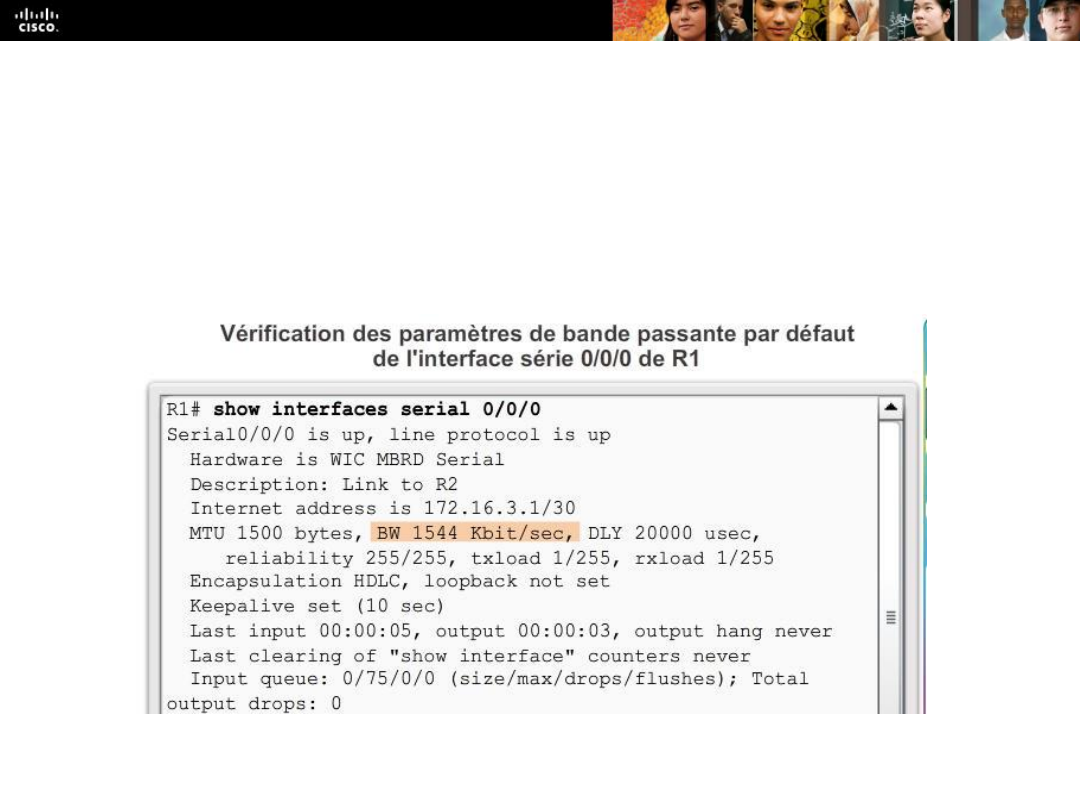 CISCO.
Vérification des paramètres de bande passante par défaut
de l'interface série 0/0/0 de R1
R1# show interfaces serial 0/0/0
Serial0/0/0 is up, line protocol is up
Hardware is WIC MBRD Serial
Description: Link to R2
Internet address is 172.16.3.1/30
MTU 1500 bytes, BW 1544 Kbit/sec, DLY 20000 usec,
reliability 255/255, txload 1/255, rxload 1/255
Encapsulation HDLC, loopback not set
Keepalive set (10 sec)
Last input 00:00:05, output 00:00:03, output hang never
Last clearing of "show interface" counters never
Input queue: 0/75/0/0 (size/max/drops/flushes); Total
output drops: 0